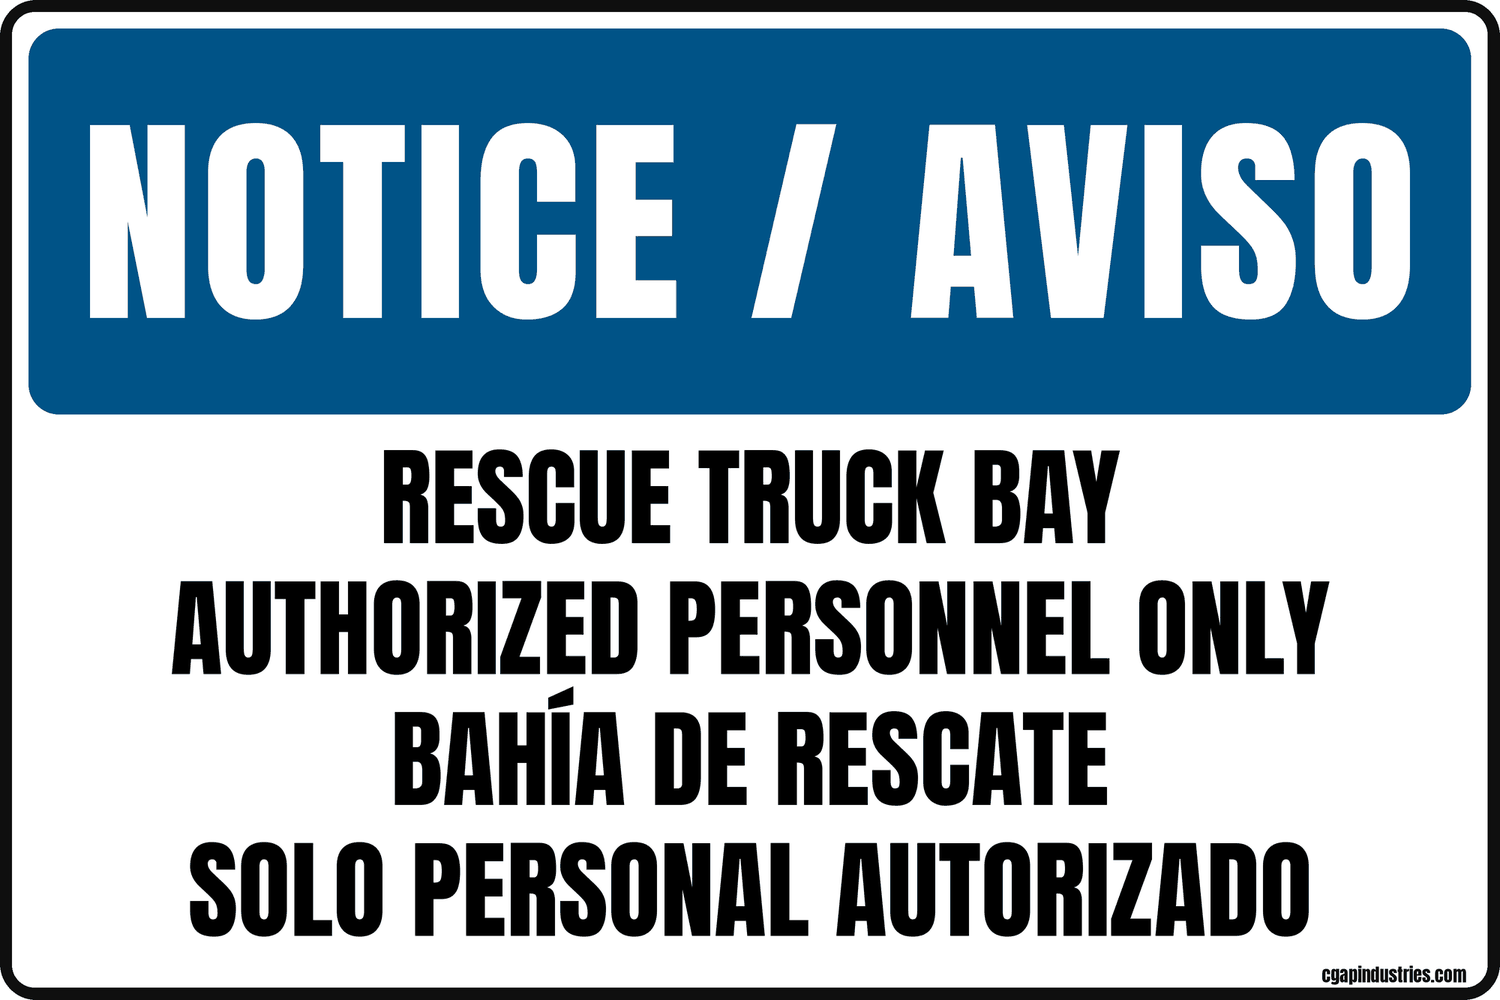 NOTICE / AVISO
RESCUE TRUCK BAY
AUTHORIZED PERSONNEL ONLY
BAHÍA DE RESCATE
SOLO PERSONAL AUTORIZADO
cgapindustries.com